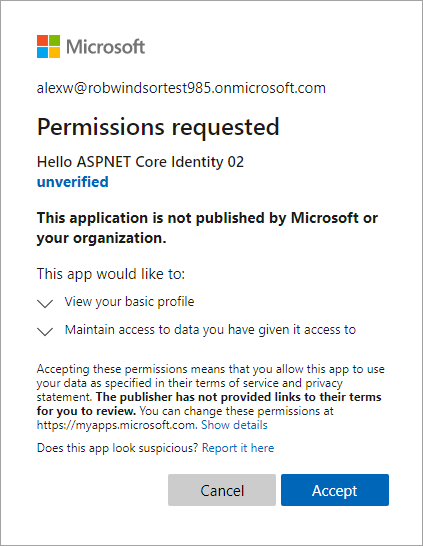 Microsoft
alexw@robwindsortest985.onmicrosoft.com
Permissions requested
Hello ASPNET Core Identity 02
unverified
This application is not published by Microsoft or
your organization.
This app would like to:
View your basic profile
Maintain access to data you have given it access to
Accepting these permissions means that you allow this app to use
your data as specified in their terms of service and privacy
statement. The publisher has not provided links to their terms
for you to review. You can change these permissions at
https://myapps.microsoft.com. Show details
Does this app look suspicious? Report it here
Cancel
Accept